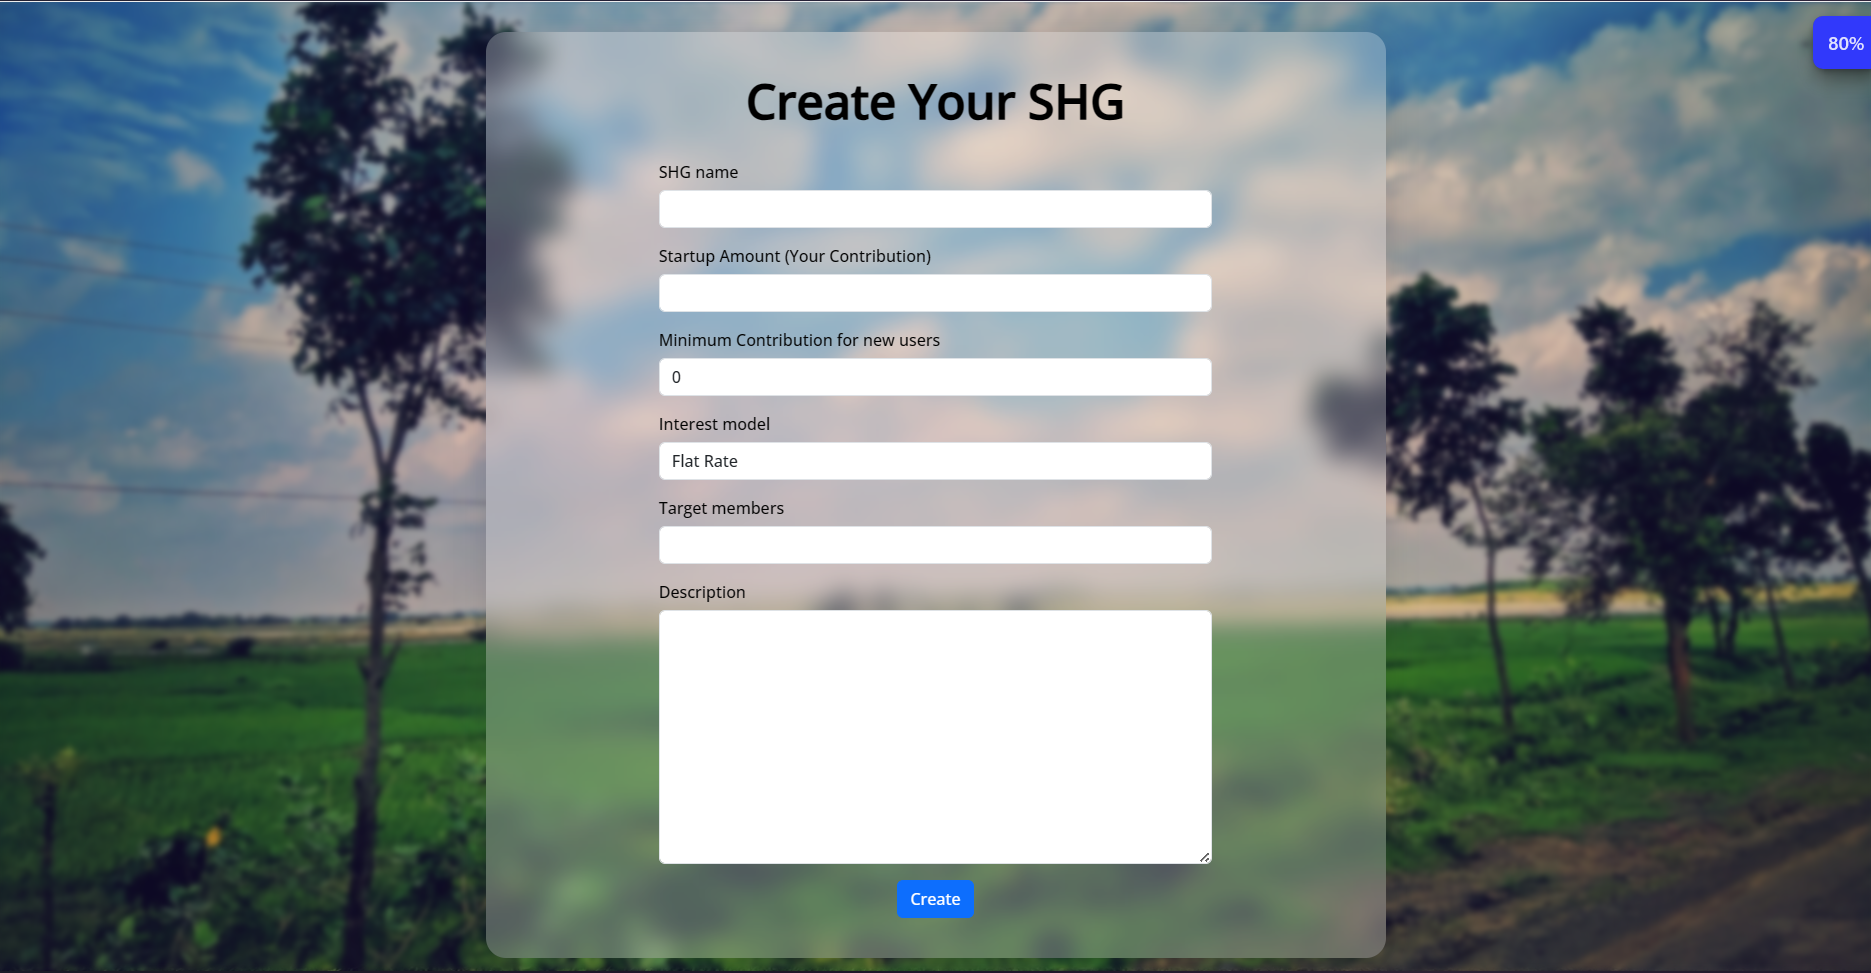 80%
Create Your SHG
SHG name
Startup Amount (Your Contribution)
Minimum Contribution for new users
0
Interest model
Flat Rate
Target members
Description
Create